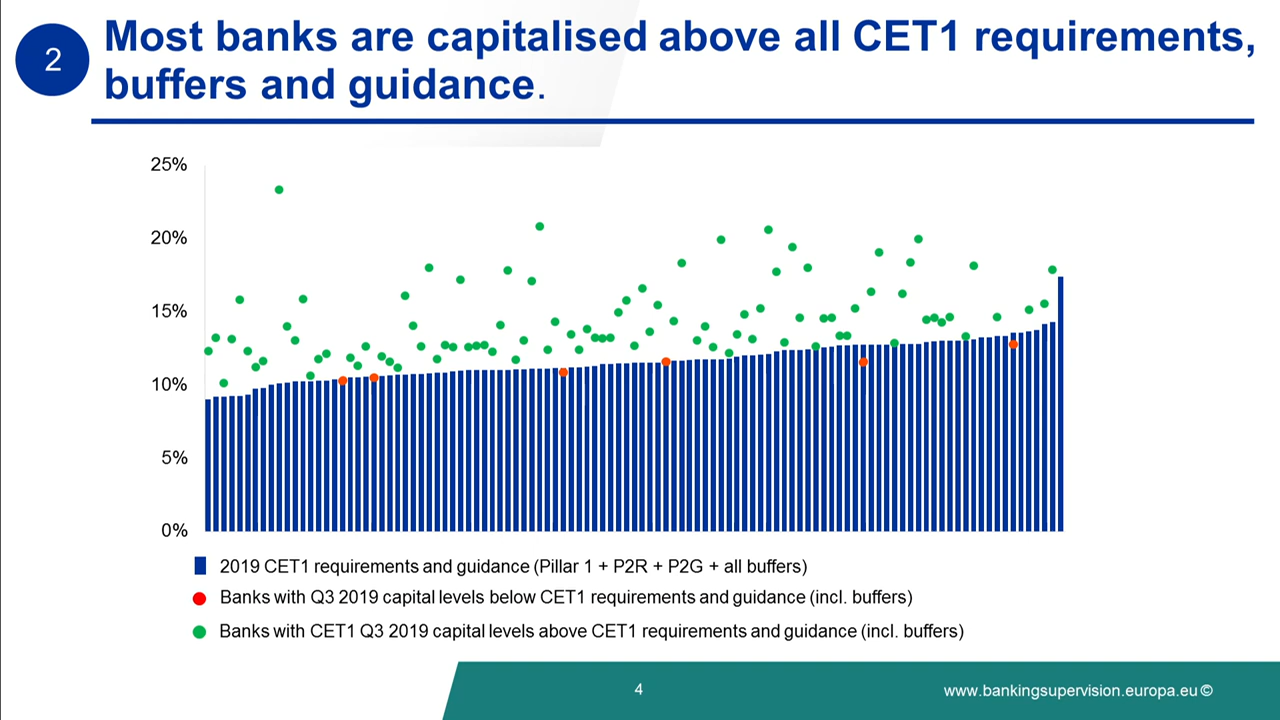 2
Most banks are capitalised above all CET1 requirements,
buffers and guidance.
25%
20%
15%
10%
5%
0%
2019 CET1 requirements and guidance (Pillar 1 + P2R + P2G + all buffers)
Banks with Q3 2019 capital levels below CET1 requirements and guidance (incl. buffers)
Banks with CET1 Q3 2019 capital levels above CET1 requirements and guidance (incl. buffers)
4
www.bankingsupervision.europa.eu©